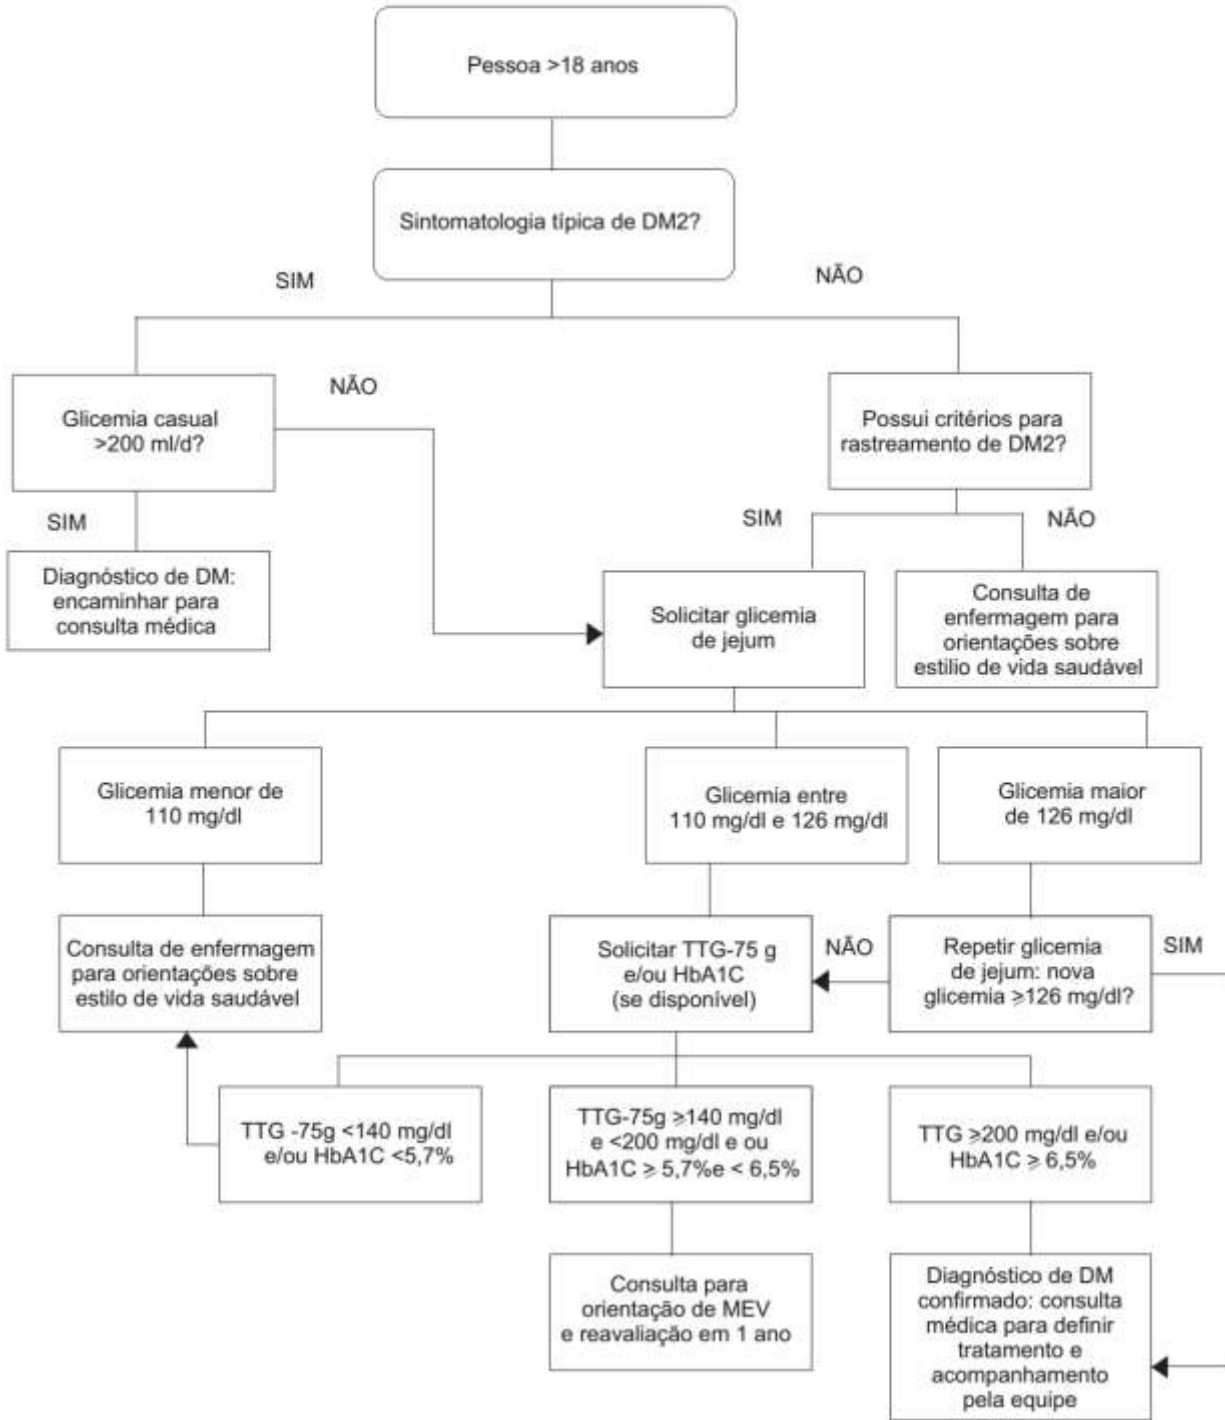 Pessoa >18 anos
Sintomatologia típica de DM2?
SIM
NÃO
Glicemia casual
>200 ml/d?
NÃO
Possui critérios para
rastreamento de DM2?
SIM
SIM
NÃO
Diagnóstico de DM:
encaminhar para
consulta médica
Solicitar glicemia
de jejum
Consulta de
enfermagem para
orientações sobre
estilio de vida saudável
Glicemia menor de
110 mg/dl
Glicemia entre
110 mg/dl e 126 mg/dl
Glicemia maior
de 126 mg/dl
Consulta de enfermagem
para orientações sobre
estilo de vida saudável
Solicitar TTG-75 g
e/ou HbA1C
(se disponível)
NÃO
Repetir glicemia
de jejum: nova
glicemia ⩾126 mg/dl?
SIM
TTG -75g <140 mg/dl
e/ou HbA1C <5,7%
TTG-75g ⩾140 mg/dl
e <200 mg/dl e ou
HbA1C ⩾ 5,7%e < 6,5%
TTG ⩾200 mg/dl e/ou
HbA1C ⩾ 6,5%
Consulta para
orientação de MEV
e reavaliação em 1 ano
Diagnóstico de DM
confirmado: consulta
médica para definir
tratamento e
acompanhamento
pela equipe